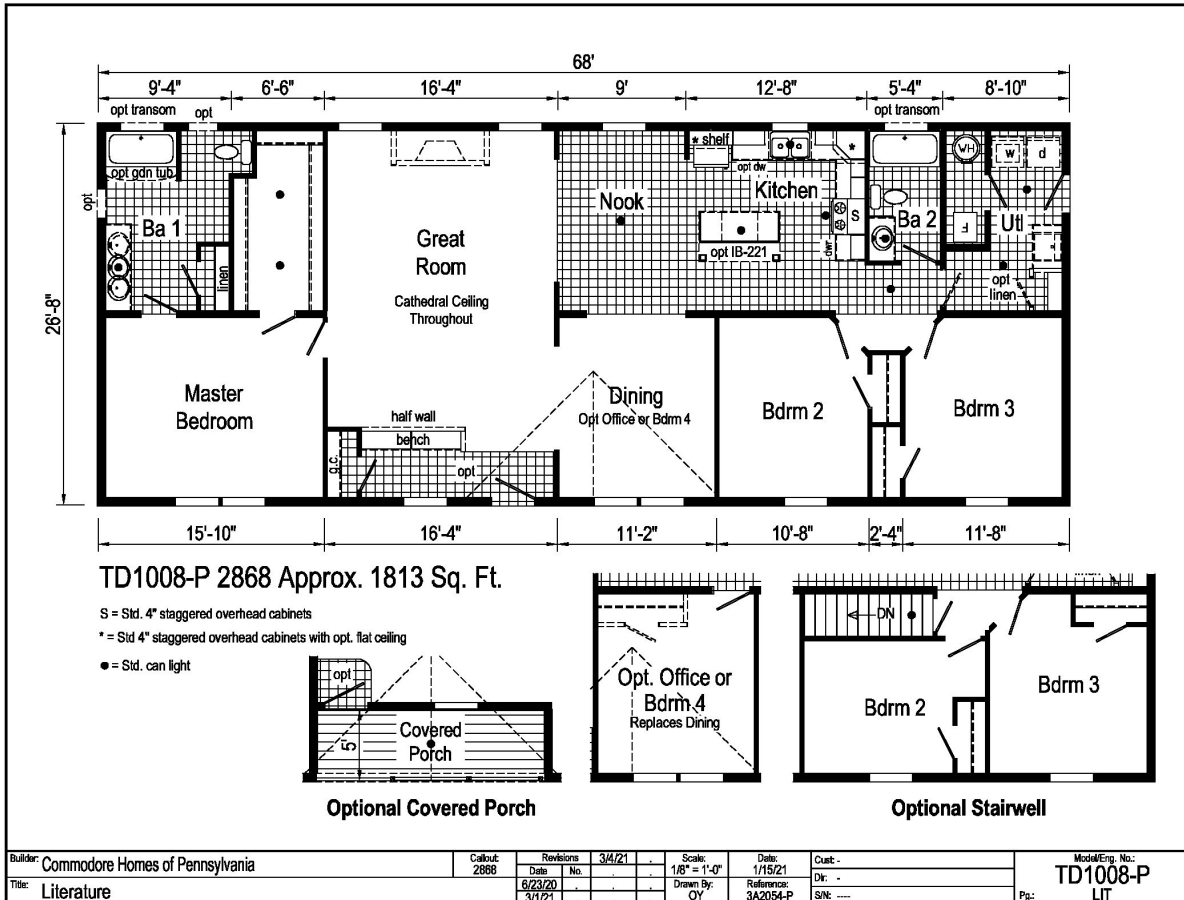 68'
9'-4" 6'-6" 16'-4" 9' 12'-8" 5'-4" 8'-10"
opt transom opt opt transom
26'-8"
opt
opt gdn tub
Ba 1
linen
Great
Room
Cathedral Ceiling
Throughout
Nook
* shelf
opt dw
Kitchen
*
S
opt IB-221
dwr
Ba 2
WH
w d
F
Utl
opt
linen
Master
Bedroom
half wall
bench
g.c.
opt
Dining
Opt Office or Bdrm 4
Bdrm 2
Bdrm 3
15'-10" 16'-4" 11'-2" 10'-8" 2'-4" 11'-8"
TD1008-P 2868 Approx. 1813 Sq. Ft.
S = Std. 4" staggered overhead cabinets
* = Std 4" staggered overhead cabinets with opt. flat ceiling
● = Std. can light
opt
5'
Covered
Porch
Optional Covered Porch
Opt. Office or
Bdrm 4
Replaces Dining
DN
Bdrm 2
Bdrm 3
Optional Stairwell
Builder: Commodore Homes of Pennsylvania
Title: Literature
Callout:
2868
Revisions 3/4/21 .
Date No. . .
6/23/20 . . .
3/1/21
Scale:
1/8" = 1'-0"
Drawn By:
OY
Date:
1/15/21
Reference:
3A2054-P
Cust: -
Dlr: -
S/N: ----
Model/Eng. No.:
TD1008-P
Pg.: LIT